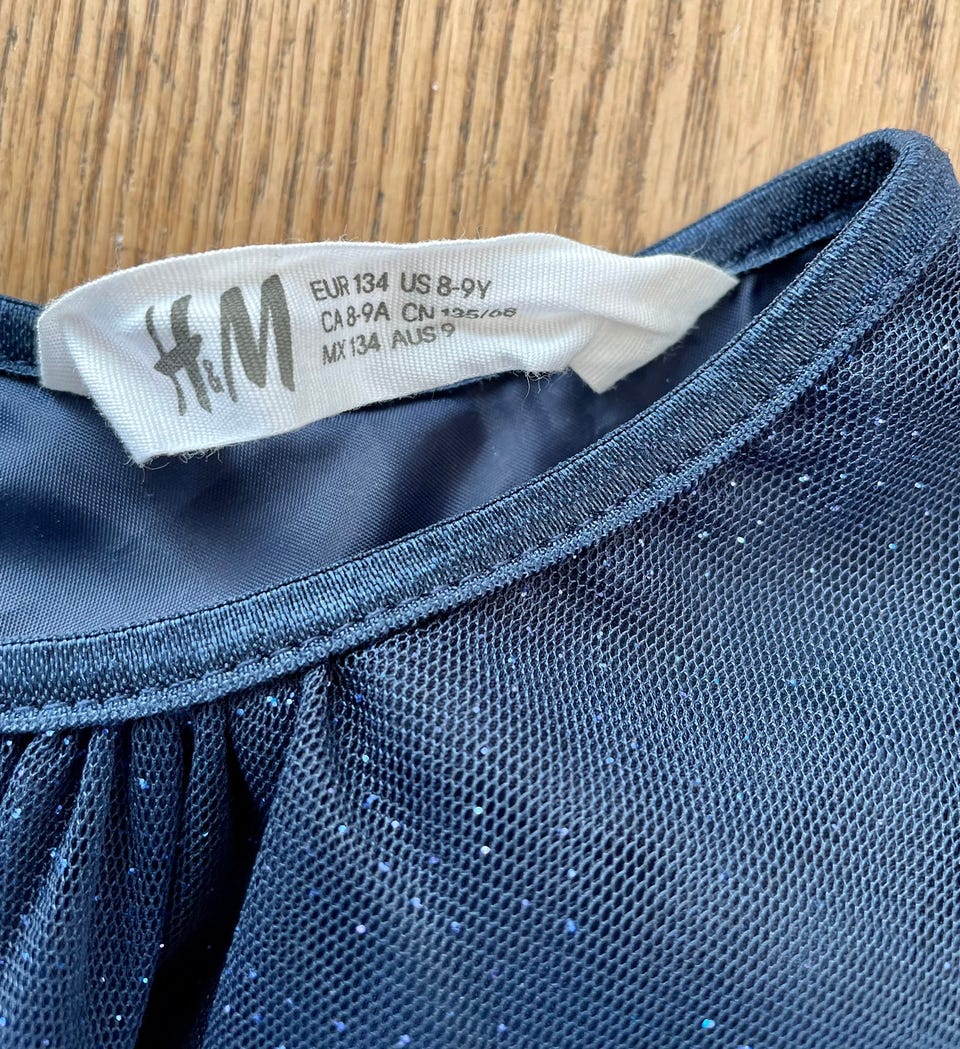 H&M
EUR 134 US 8-9Y
CA 8-9A CN 135/68
MX 134 AUS 9